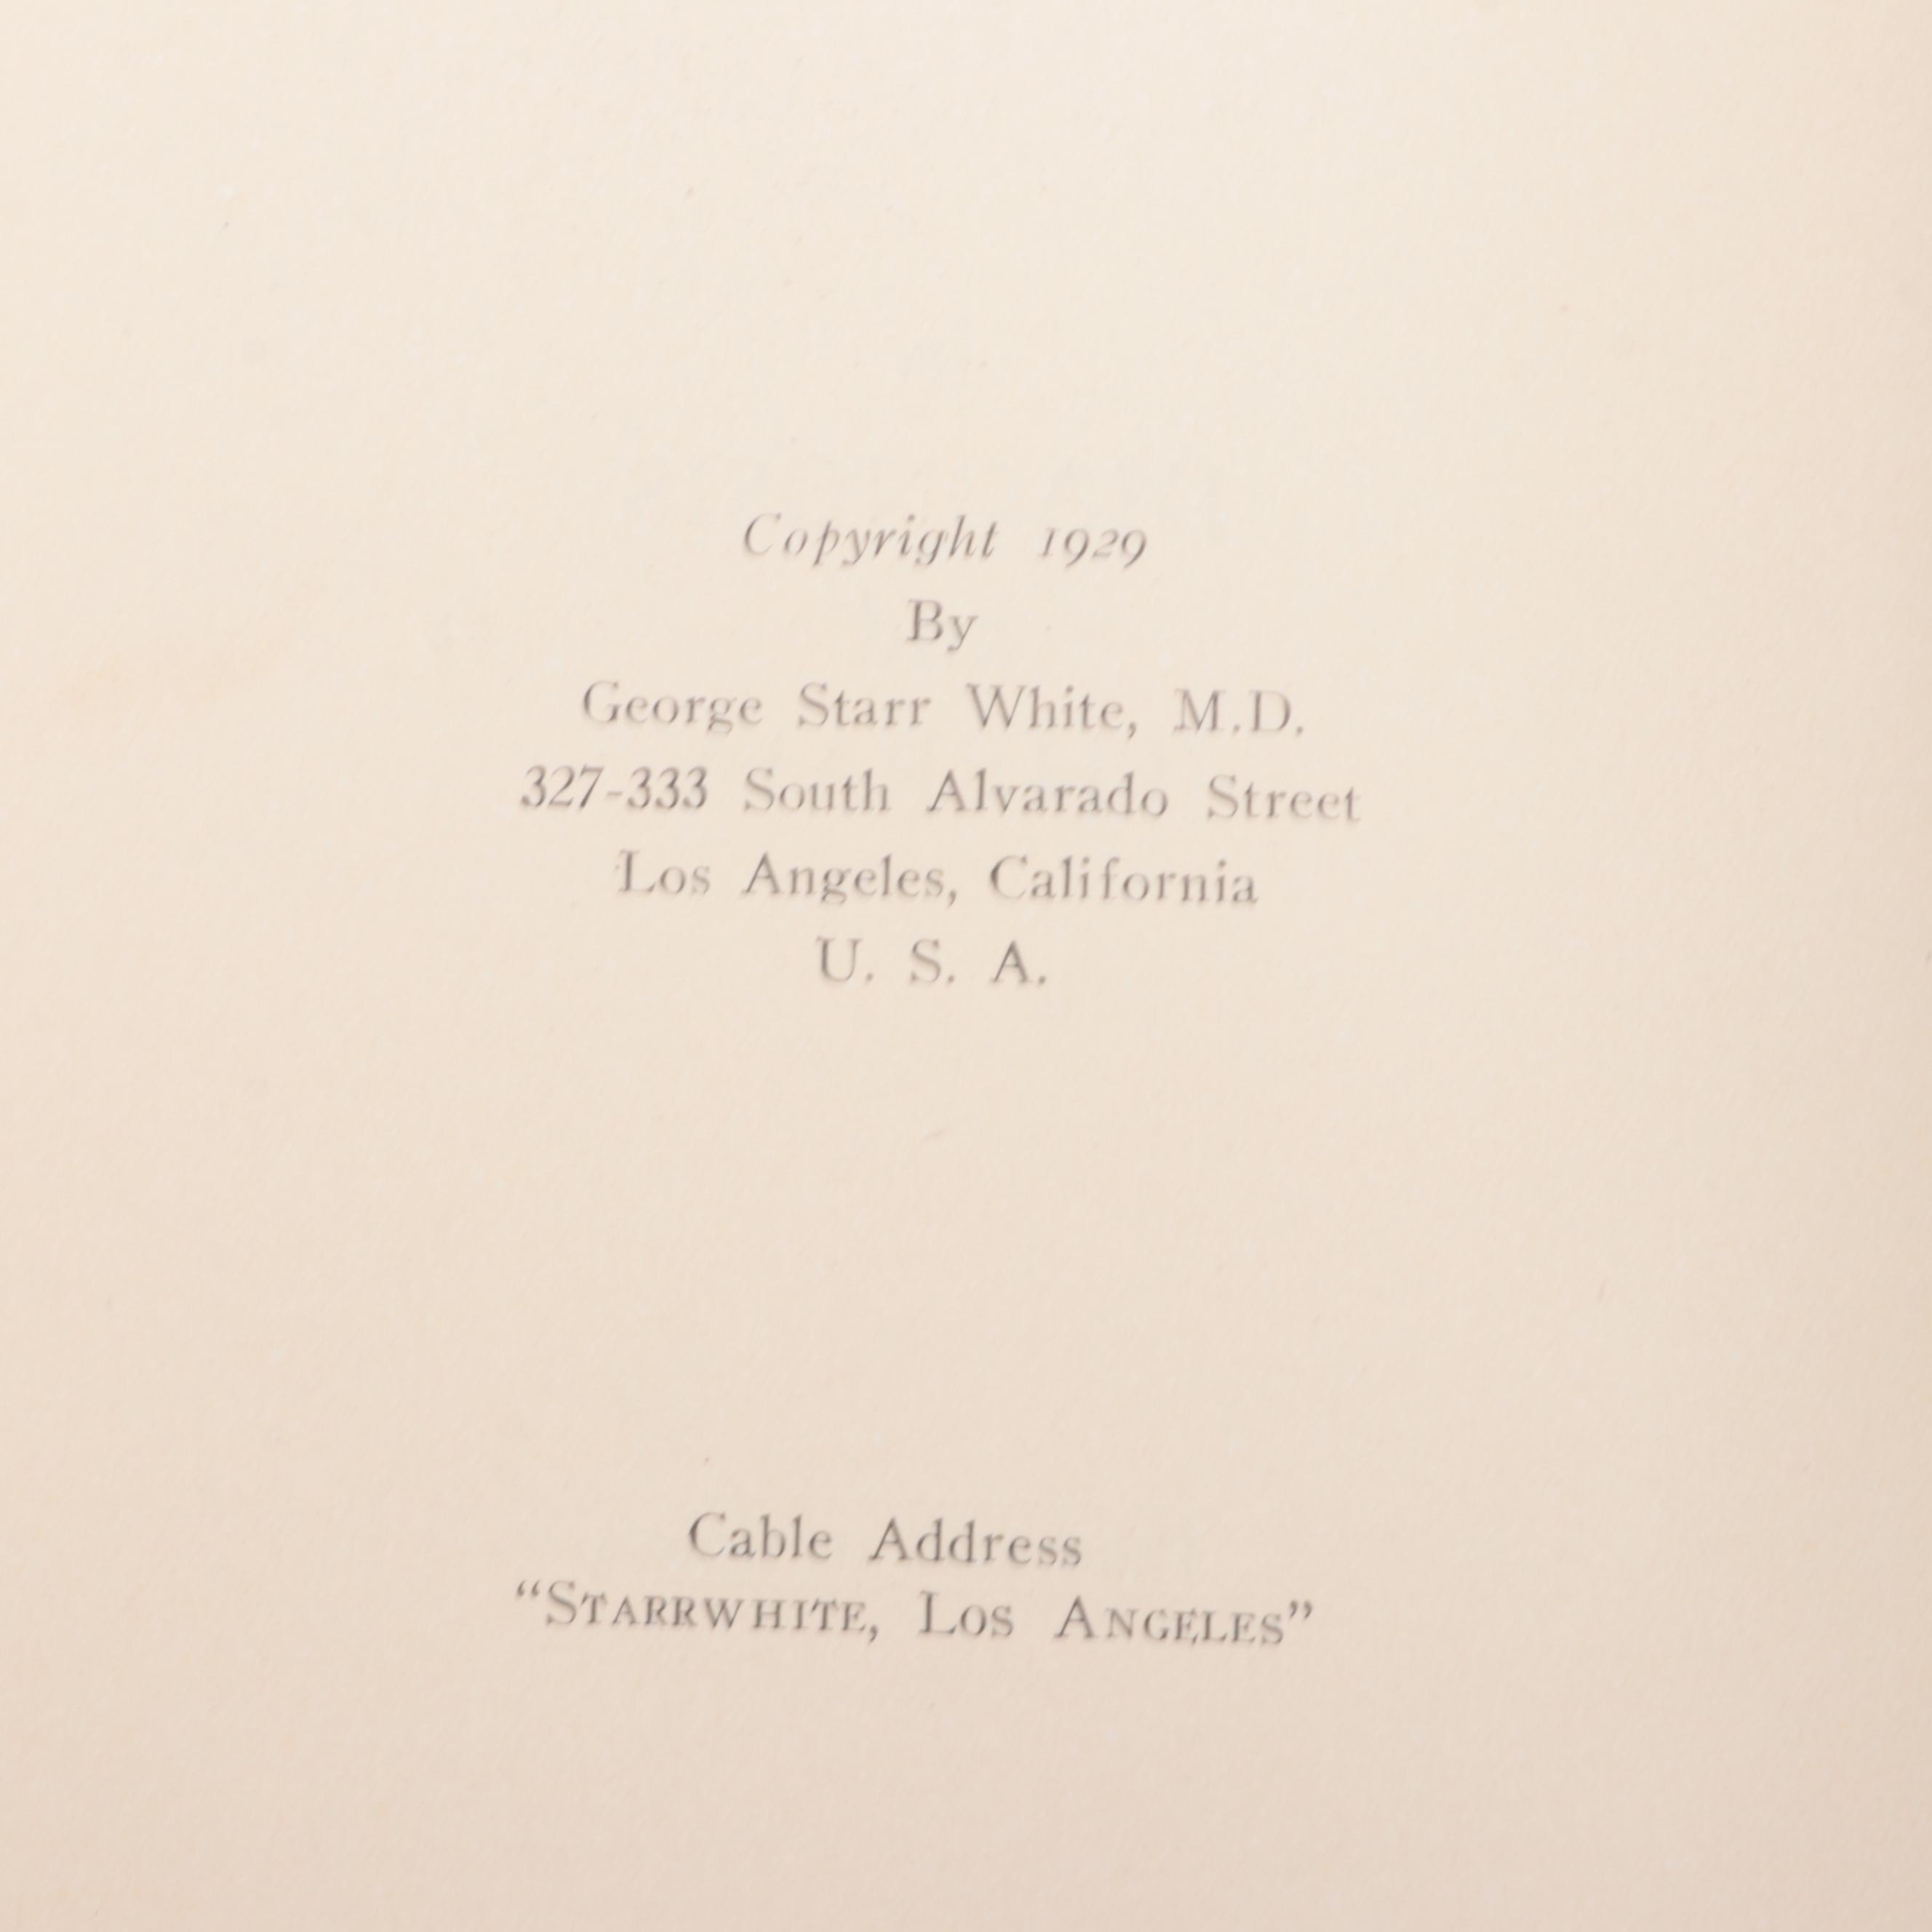 Copyright 1929
By
George Starr White, M.D.
327-333 South Alvarado Street
Los Angeles, California
U. S. A.
Cable Address
“STARRWHITE, LOS ANGELES”